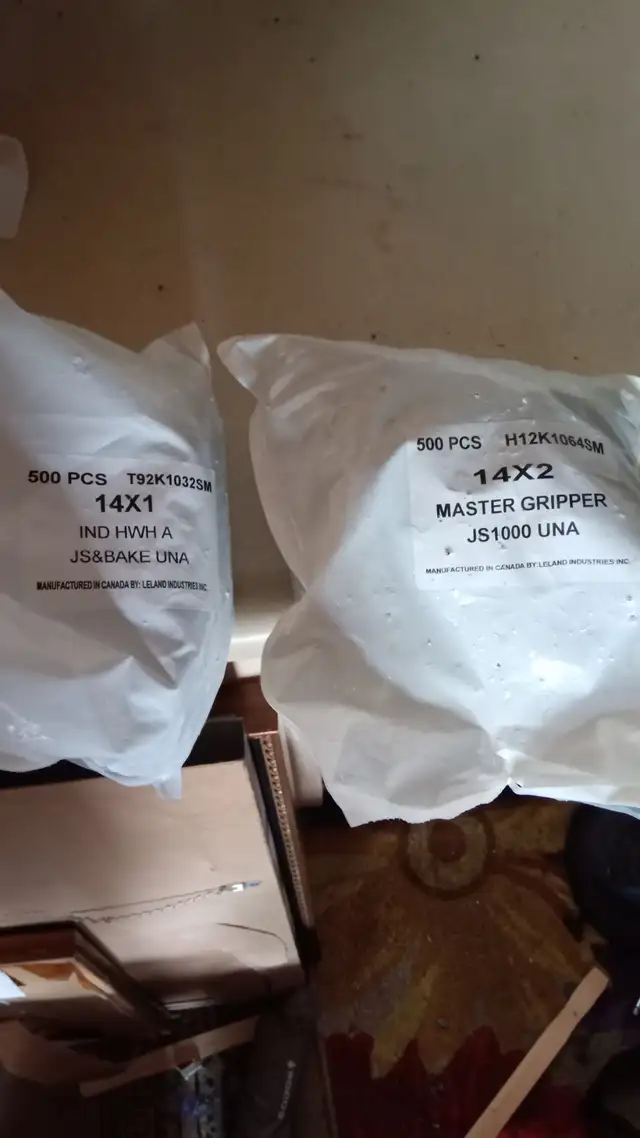 500 PCS T92K1032SM
14X1
IND HWH A
JS&BAKE UNA
MANUFACTURED IN CANADA BY: LELAND INDUSTRIES INC.
500 PCS H12K1064SM
14X2
MASTER GRIPPER
JS1000 UNA
MANUFACTURED IN CANADA BY: LELAND INDUSTRIES INC.